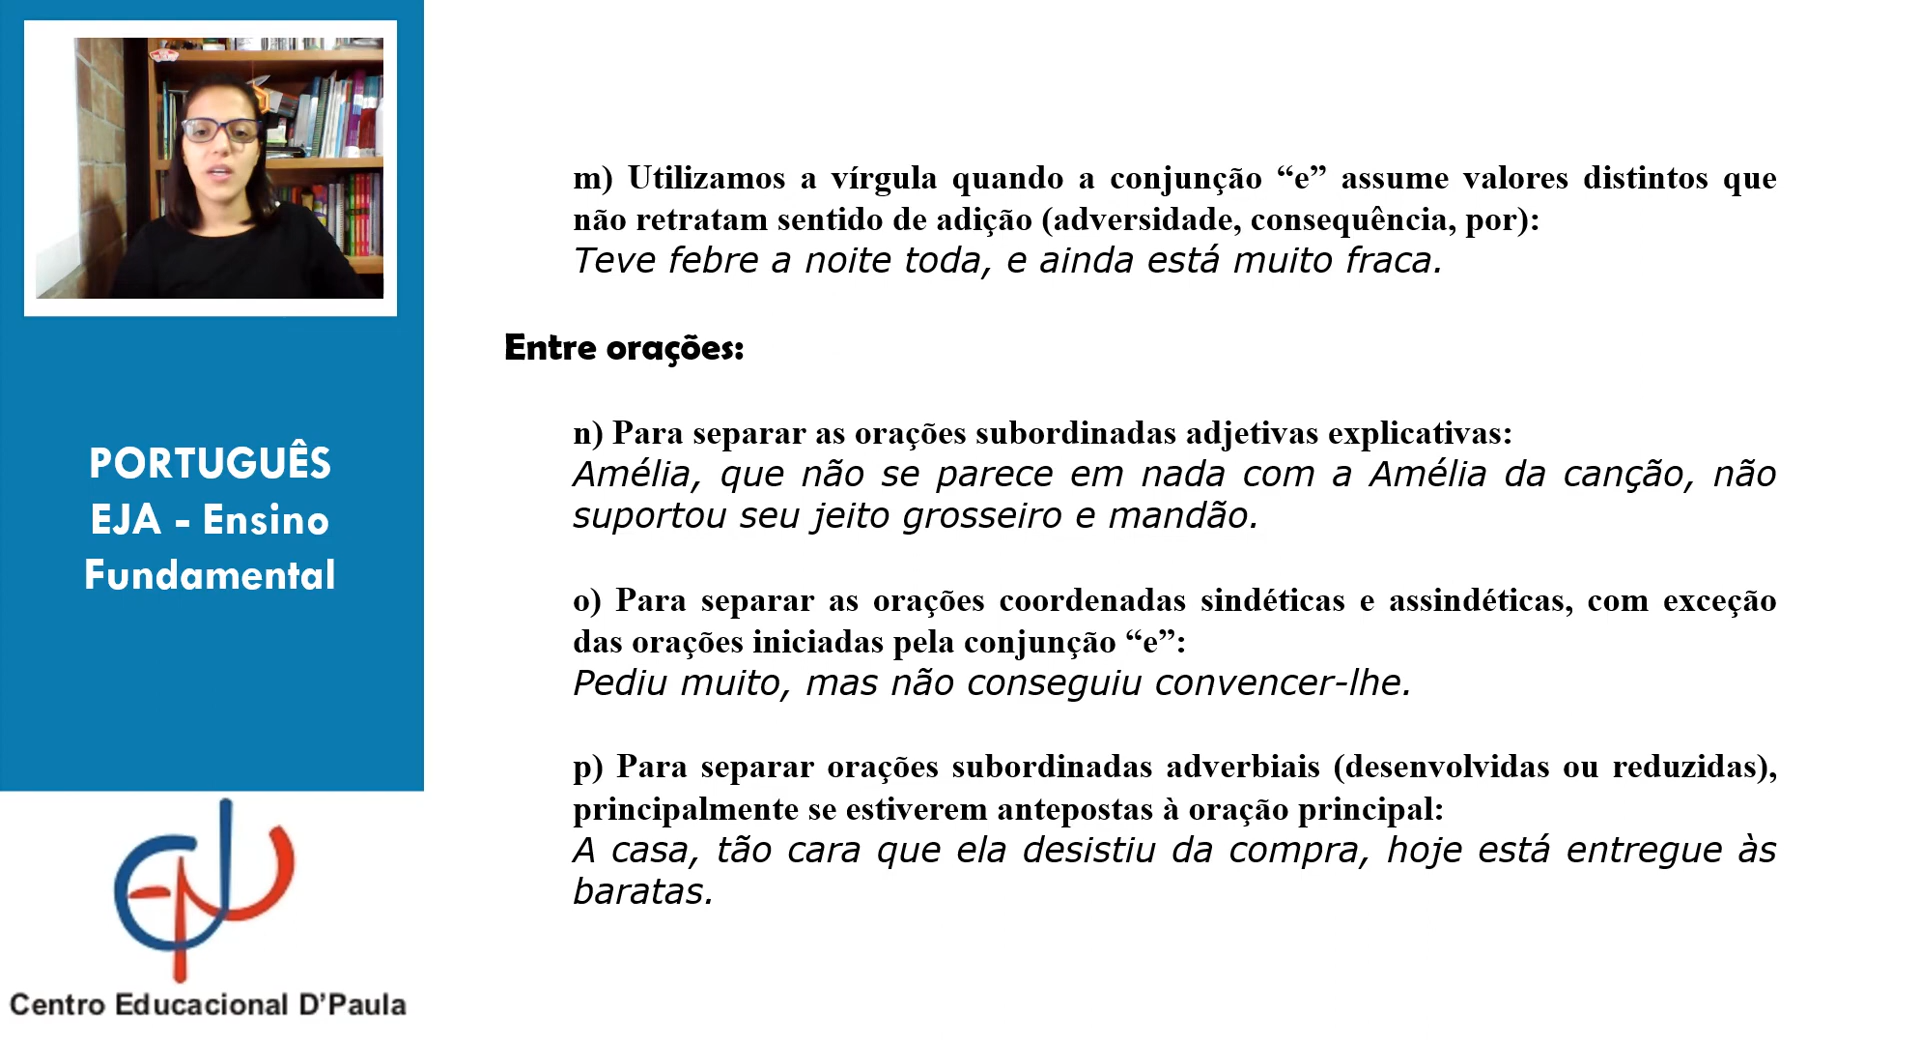 m) Utilizamos a vírgula quando a conjunção “e” assume valores distintos que
não retratam sentido de adição (adversidade, consequência, por):
Teve febre a noite toda, e ainda está muito fraca.
Entre orações:
n) Para separar as orações subordinadas adjetivas explicativas:
Amélia, que não se parece em nada com a Amélia da canção, não
suportou seu jeito grosseiro e mandão.
o) Para separar as orações coordenadas sindéticas e assindéticas, com exceção
das orações iniciadas pela conjunção “e”:
Pediu muito, mas não conseguiu convencer-lhe.
p) Para separar orações subordinadas adverbiais (desenvolvidas ou reduzidas),
principalmente se estiverem antepostas à oração principal:
A casa, tão cara que ela desistiu da compra, hoje está entregue às
baratas.
PORTUGUÊS
EJA - Ensino
Fundamental
Centro Educacional D’Paula